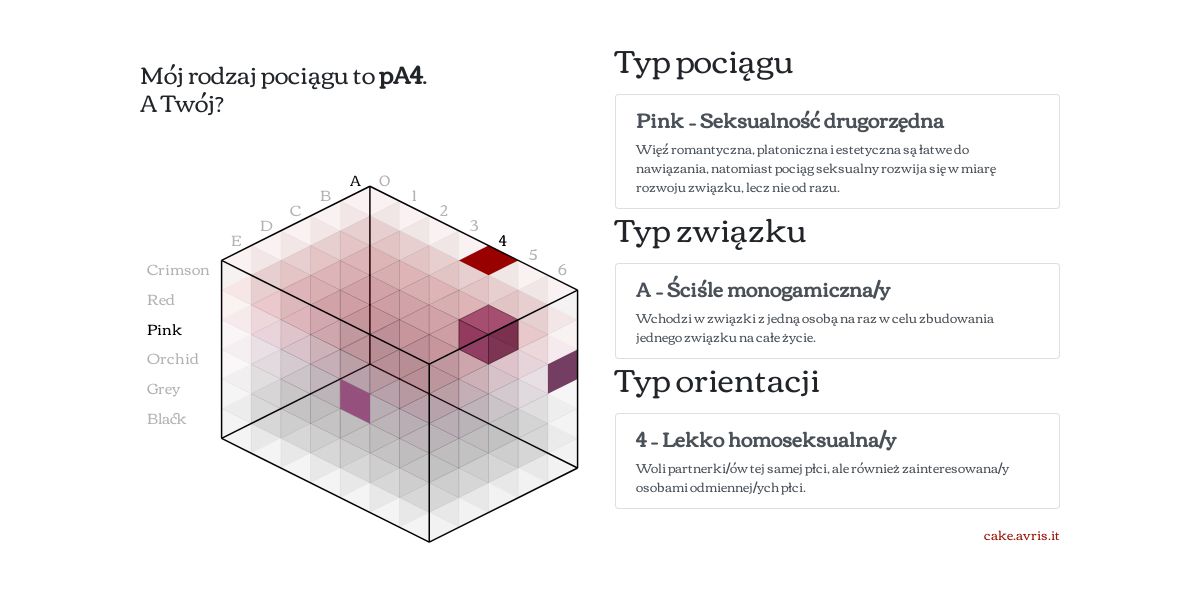 Mój rodzaj pociągu to pA4.
A Twój?
A
B
C
D
E
0
1
2
3
4
5
6
Crimson
Red
Pink
Orchid
Grey
Black
Typ pociągu
Pink – Seksualność drugorzędna
Więź romantyczna, platoniczna i estetyczna są łatwe do
nawiązania, natomiast pociąg seksualny rozwija się w miarę
rozwoju związku, lecz nie od razu.
Typ związku
A – Ściśle monogamiczna/y
Wchodzi w związki z jedną osobą na raz w celu zbudowania
jednego związku na całe życie.
Typ orientacji
4 – Lekko homoseksualna/y
Woli partnerki/ów tej samej płci, ale również zainteresowana/y
osobami odmiennej/ych płci.
cake.avris.it